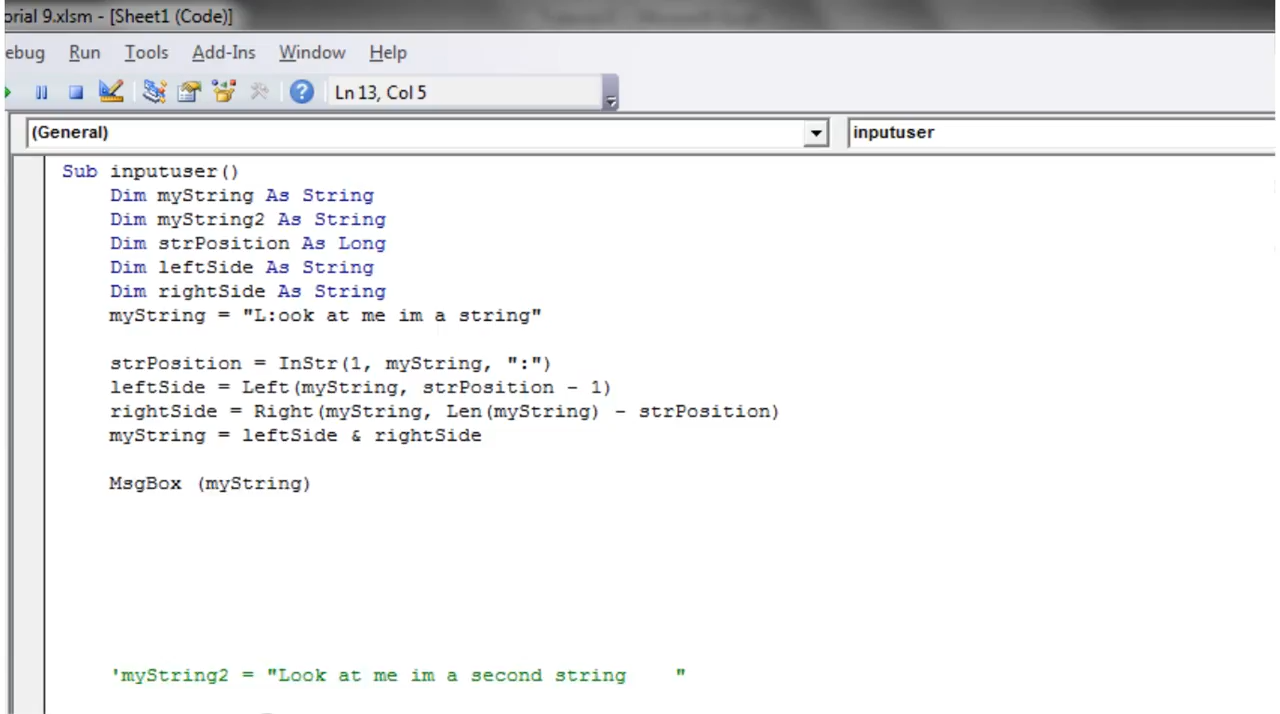 orial 9.xlsm - [Sheet1 (Code)]
ebug Run Tools Add-Ins Window Help
Ln 13, Col 5
(General) inputuser
Sub inputuser()
Dim myString As String
Dim myString2 As String
Dim strPosition As Long
Dim leftSide As String
Dim rightSide As String
myString = "L:ook at me im a string"
strPosition = InStr(1, myString, ":")
leftSide = Left(myString, strPosition - 1)
rightSide = Right(myString, Len(myString) - strPosition)
myString = leftSide & rightSide
MsgBox (myString)
'myString2 = "Look at me im a second string    "